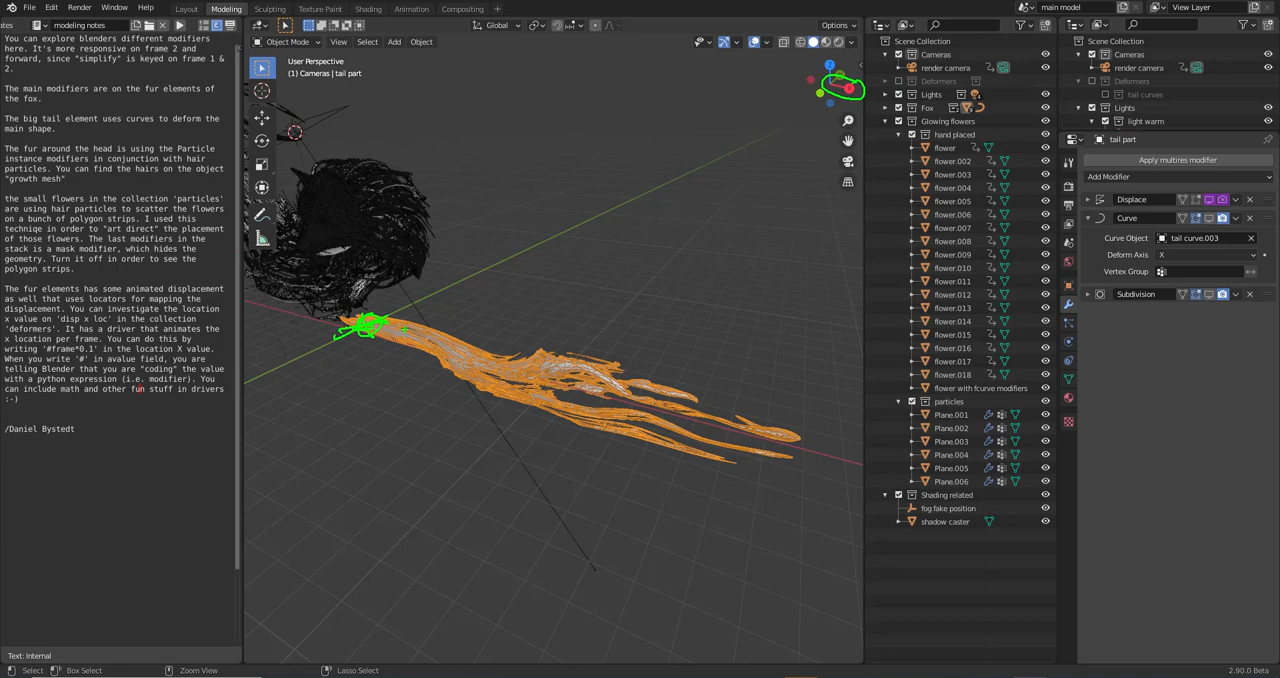 File Edit Render Window Help
Layout Modeling Sculpting UV Editing Texture Paint Shading Animation Compositing
main model
View Layer
modeling notes
Global
Options
Object Mode View Select Add Object
You can explore blenders different modifiers
here. It's more responsive on frame 2 and
forward, since "simplify" is keyed on frame 1 &
2.
The main modifiers are on the fur elements of
the fox.
The big tail element uses curves to deform the
main shape.
The fur around the head is using the Particle
instance modifiers in conjunction with hair
particles. You can find the hairs on the object
"growth mesh"
the small flowers in the collection 'particles'
are using hair particles to scatter the flowers
on a bunch of polygon strips. I used this
techniqe in order to "art direct" the placement
of those flowers. The last modifiers in the
stack is a mask modifier, which hides the
geometry. Turn it off in order to see the
polygon strips.
The fur elements has some animated displacement
as well that uses locators for mapping the
displacement. You can investigate the location
x value on 'disp x loc' in the collection
'deformers'. It has a driver that animates the
x location per frame. You can do this by
writing '#frame*0.1' in the location X value.
When you write '#' in avalue field, you are
telling Blender that you are "coding" the value
with a python expression (i.e. modifier). You
can include math and other fun stuff in drivers
:-)
/Daniel Bystedt
Text: Internal
User Perspective
(1) Cameras | tail part
Z
Scene Collection
Cameras
render camera
Deformers
Lights
4
Fox
Glowing flowers
hand placed
flower
flower.002
flower.003
flower.004
flower.005
flower.006
flower.007
flower.008
flower.009
flower.010
flower.011
flower.012
flower.013
flower.014
flower.015
flower.016
flower.017
flower.018
flower with fcurve modifiers
particles
Plane.001
Plane.002
Plane.003
Plane.004
Plane.005
Plane.006
Shading related
fog fake position
shadow caster
Scene Collection
Cameras
render camera
Deformers
tail curves
Lights
light warm
tail part
Apply multires modifier
Add Modifier
Displace
Curve
Curve Object tail curve.003
Deform Axis X
Vertex Group
Subdivision
Select Box Select Zoom View Lasso Select 2.90.0 Beta